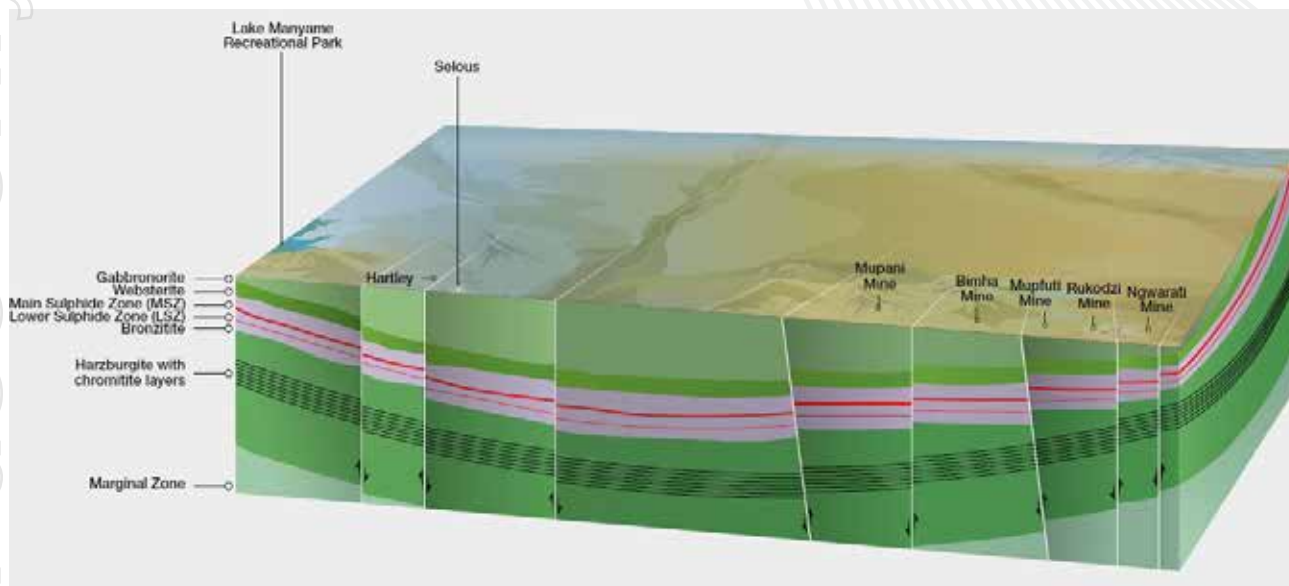 Lake Manyame
Recreational Park
Selous
Gabbronorite
Websterite
Main Sulphide Zone (MSZ)
Lower Sulphide Zone (LSZ)
Bronzitite
Harzburgite with
chromitite layers
Marginal Zone
Hartley
Mupani
Mine
Bimha
Mine
Mupfuti
Mine
Rukodzi
Mine
Ngwarati
Mine